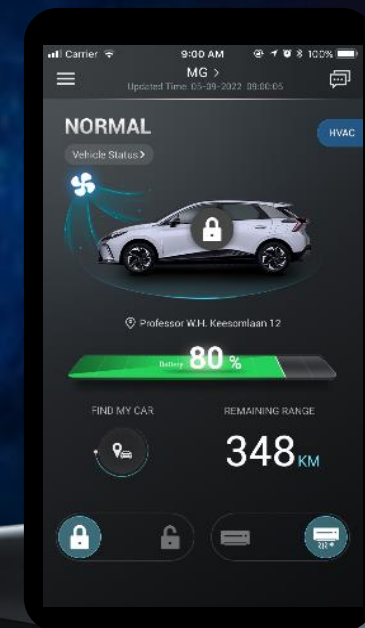 Carrier 9:00 AM 100%
MG >
Updated Time 05-09-2022 09:00:05
NORMAL
HVAC
Vehicle Status >
Professor W.H. Keesomlaan 12
Battery 80 %
FIND MY CAR
REMAINING RANGE
348 KM